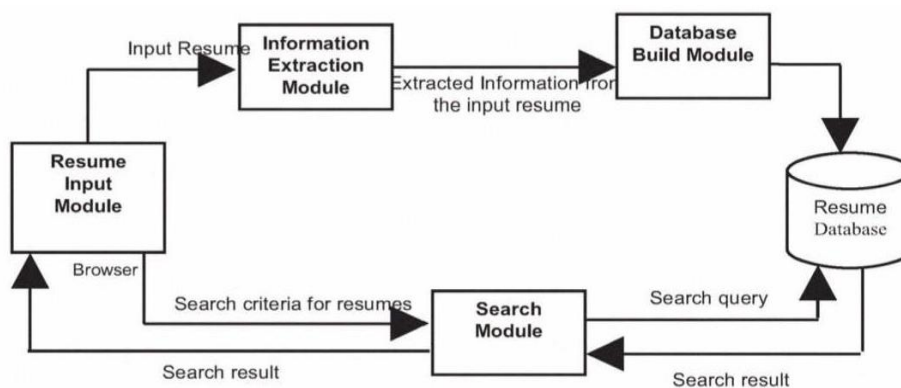 Input Resume
Information
Extraction
Module
Extracted Information from
the input resume
Database
Build Module
Resume
Input
Module
Resume
Database
Browser
Search criteria for resumes
Search
Module
Search query
Search result
Search result